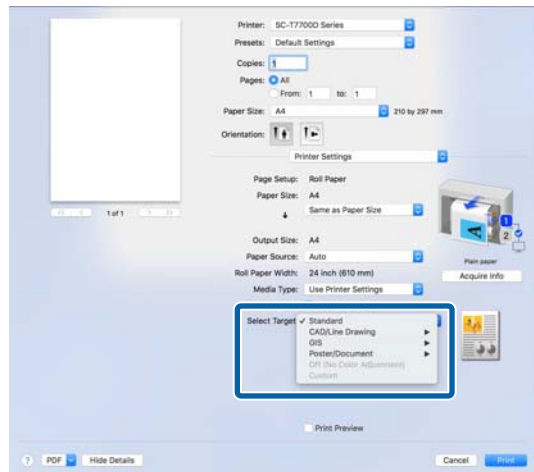 Printer: SC-T7700D Series
Presets: Default Settings
Copies: 1
Pages: All
From: 1 to: 1
Paper Size: A4 210 by 297 mm
Orientation:
Printer Settings
Page Setup: Roll Paper
Paper Size: A4
Same as Paper Size
1 of 1
Output Size: A4
Paper Source: Auto
Roll Paper Width: 24 inch (610 mm)
Media Type: Use Printer Settings
A
1
2
Plain paper
Acquire Info
Select Target ✓ Standard
CAD/Line Drawing
GIS
Poster/Document
Off (No Color Adjustment)
Custom
Print Preview
? PDF Hide Details Cancel Print